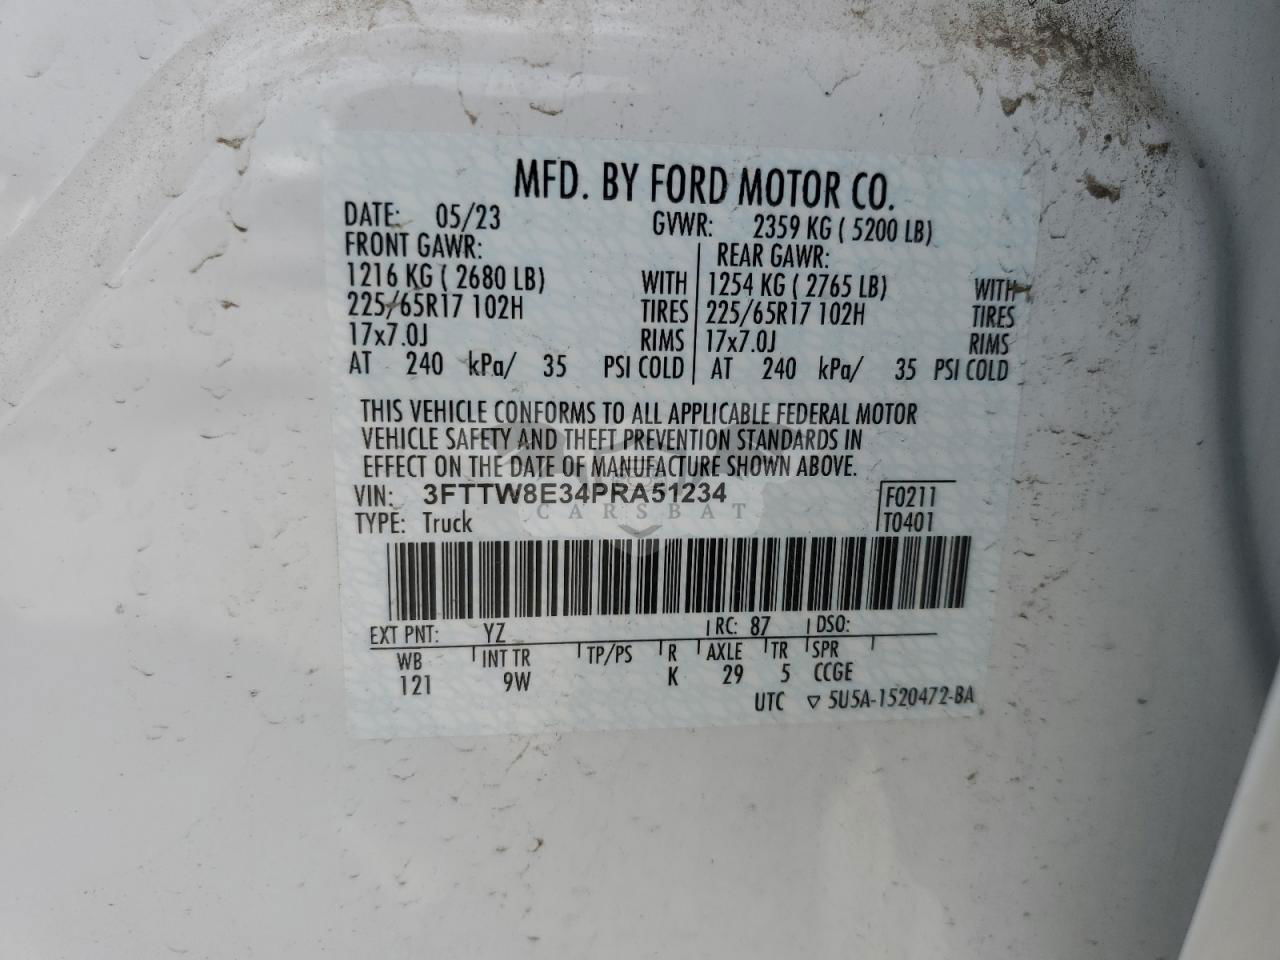 MFD. BY FORD MOTOR CO.
DATE: 05/23 GVWR: 2359 KG ( 5200 LB)
FRONT GAWR: REAR GAWR:
1216 KG ( 2680 LB) WITH 1254 KG ( 2765 LB) WITH
225/65R17 102H TIRES 225/65R17 102H TIRES
17x7.0J RIMS 17x7.0J RIMS
AT 240 kPa/ 35 PSI COLD AT 240 kPa/ 35 PSI COLD
THIS VEHICLE CONFORMS TO ALL APPLICABLE FEDERAL MOTOR
VEHICLE SAFETY AND THEFT PREVENTION STANDARDS IN
EFFECT ON THE DATE OF MANUFACTURE SHOWN ABOVE.
VIN: 3FTTW8E34PRA51234 F0211
CARSBAT
TYPE: Truck T0401
EXT PNT: YZ RC: 87 DSO:
WB INT TR TP/PS R AXLE TR SPR
121 9W K 29 5 CCGE
UTC ▽ 5U5A-1520472-BA